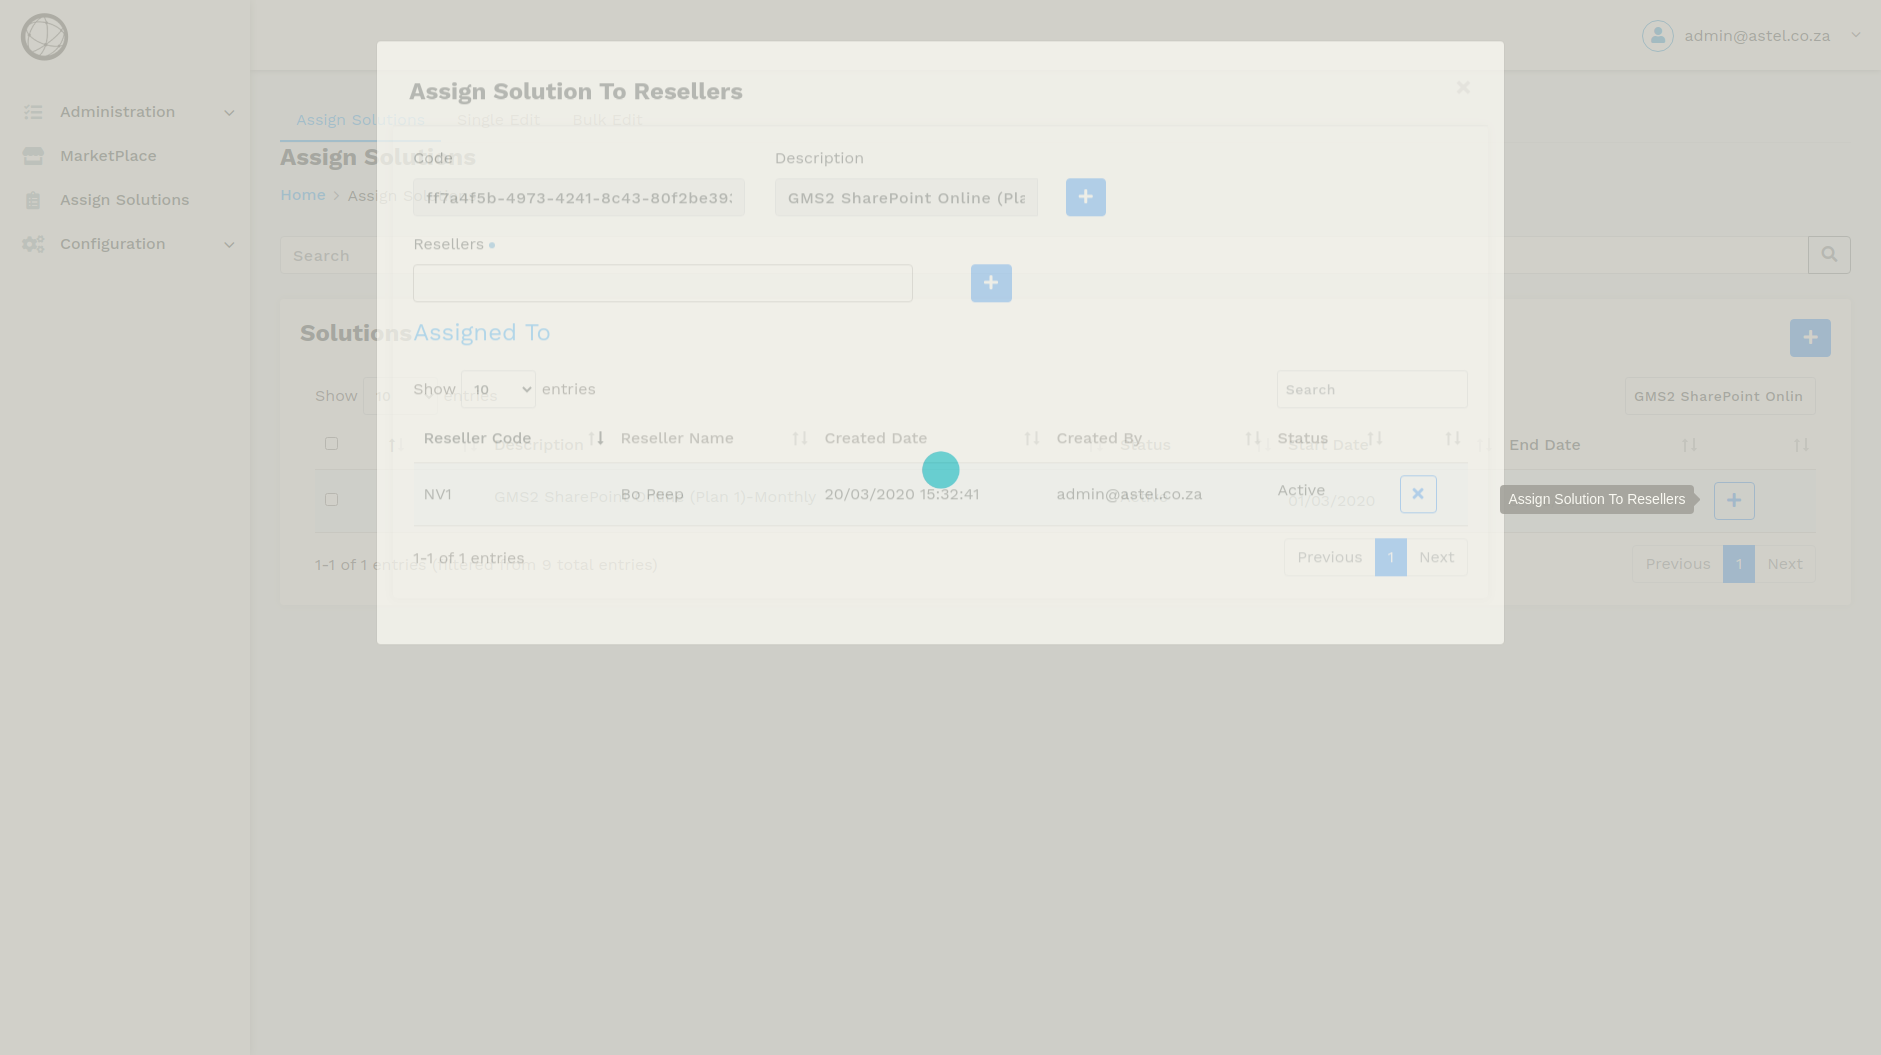 admin@astel.co.za
Administration
MarketPlace
Assign Solutions
Configuration
Assign Solutions
Single Edit
Bulk Edit
Assign Solutions
Home > Assign Solutions
Search
Solutions
Show 10 entries
GMS2 SharePoint Onlin
Description
Status
Start Date
End Date
GMS2 SharePoint Online (Plan 1)-Monthly
01/03/2020
Assign Solution To Resellers
1-1 of 1 entries (filtered from 9 total entries)
Previous 1 Next
Assign Solution To Resellers
Code
Description
ff7a4f5b-4973-4241-8c43-80f2be39
GMS2 SharePoint Online (Pla
Resellers
Assigned To
Show 10 entries
Search
Reseller Code
Reseller Name
Created Date
Created By
Status
NV1
Bo Peep
20/03/2020 15:32:41
admin@astel.co.za
Active
1-1 of 1 entries
Previous 1 Next